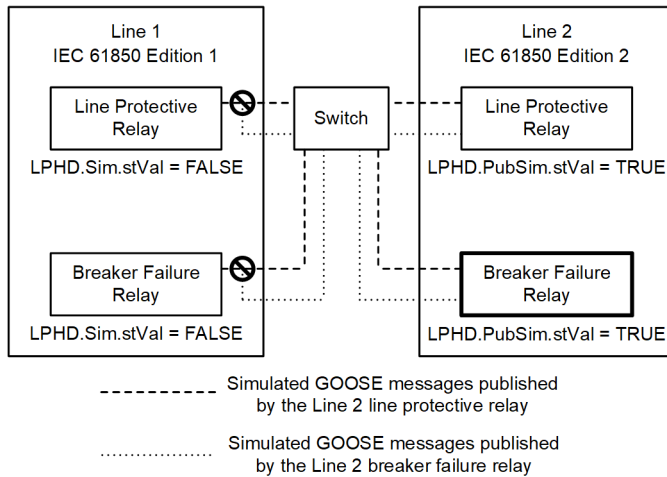 Line 1
IEC 61850 Edition 1
Line 2
IEC 61850 Edition 2
Line Protective
Relay
Switch
Line Protective
Relay
LPHD.Sim.stVal = FALSE
LPHD.PubSim.stVal = TRUE
Breaker Failure
Relay
Breaker Failure
Relay
LPHD.Sim.stVal = FALSE
LPHD.PubSim.stVal = TRUE
Simulated GOOSE messages published
by the Line 2 line protective relay
Simulated GOOSE messages published
by the Line 2 breaker failure relay